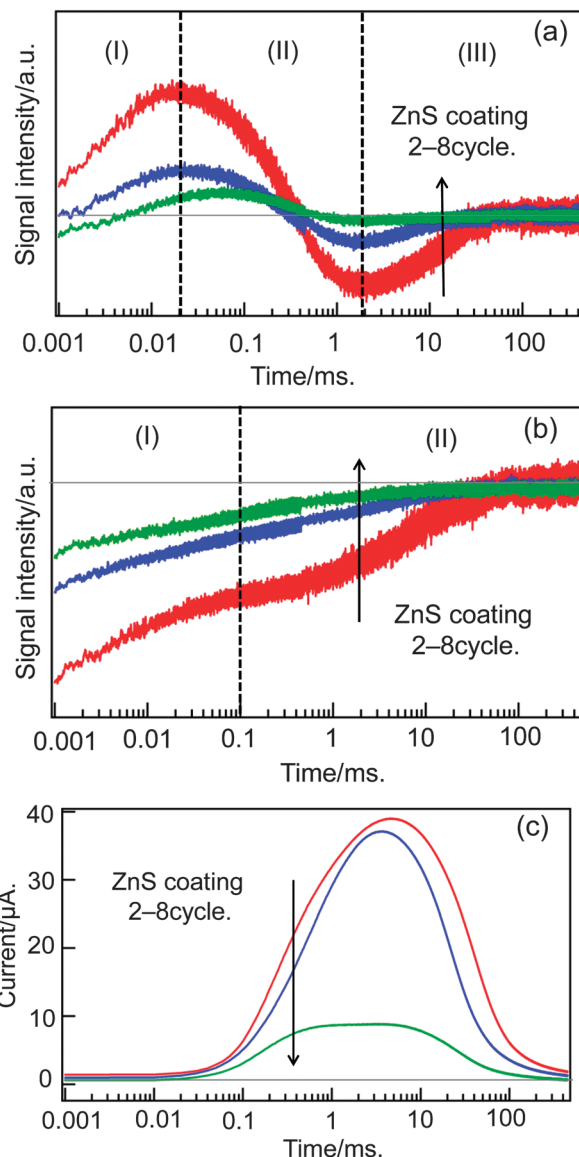 (I) (II) (III) (a)
ZnS coating
2–8cycle.
Signal intensity/a.u.
0.001 0.01 0.1 1 10 100
Time/ms.
(I) (II) (b)
ZnS coating
2–8cycle.
Signal intensity/a.u.
0.001 0.01 0.1 1 10 100
Time/ms.
(c)
40
30
20
10
0
ZnS coating
2–8cycle.
Current/µA.
0.001 0.01 0.1 1 10 100
Time/ms.